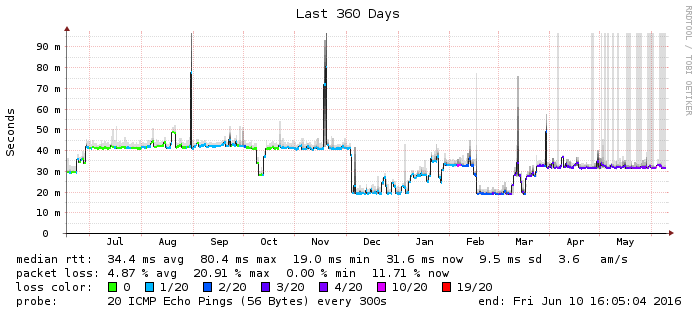 Last 360 Days
RRDTOOL / TOBI OETIKER
Seconds
90 m
80 m
70 m
60 m
50 m
40 m
30 m
20 m
10 m
0
Jul Aug Sep Oct Nov Dec Jan Feb Mar Apr May
median rtt: 34.4 ms avg 80.4 ms max 19.0 ms min 31.6 ms now 9.5 ms sd 3.6 am/s
packet loss: 4.87 % avg 20.91 % max 0.00 % min 11.71 % now
loss color: 0 1/20 2/20 3/20 4/20 10/20 19/20
probe: 20 ICMP Echo Pings (56 Bytes) every 300s end: Fri Jun 10 16:05:04 2016